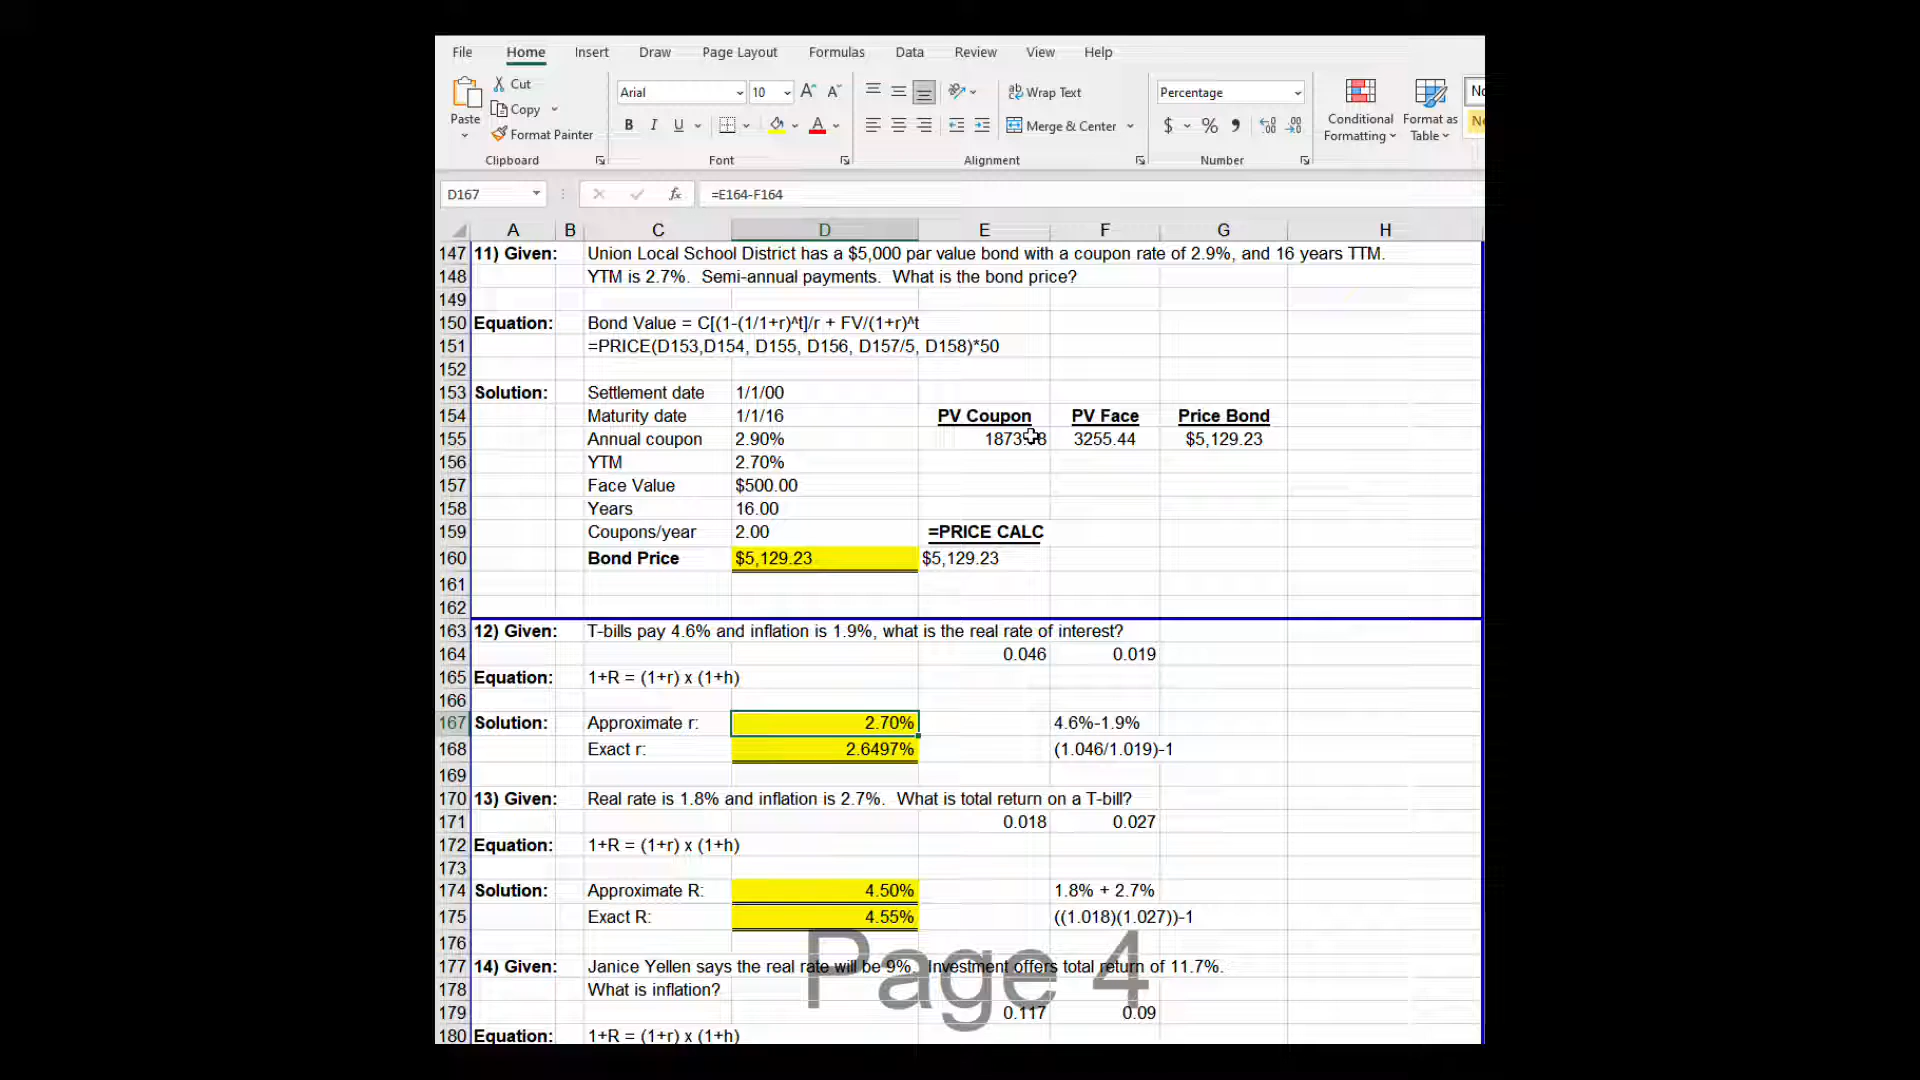 File Home Insert Draw Page Layout Formulas Data Review View Help
Paste Cut Copy Format Painter Clipboard
Arial 10 A A B I U A Font
Wrap Text Merge & Center Alignment
Percentage $ % Number
Conditional Formatting Format as Table
D167 fx =E164-F164
A B C D E F G H
147 11) Given: Union Local School District has a $5,000 par value bond with a coupon rate of 2.9%, and 16 years TTM.
148 YTM is 2.7%. Semi-annual payments. What is the bond price?
149
150 Equation: Bond Value = C[(1-(1/1+r)^t]/r + FV/(1+r)^t
151 =PRICE(D153,D154, D155, D156, D157/5, D158)*50
152
153 Solution: Settlement date 1/1/00
154 Maturity date 1/1/16 PV Coupon PV Face Price Bond
155 Annual coupon 2.90% 3255.44 $5,129.23
156 YTM 2.70%
157 Face Value $500.00
158 Years 16.00
159 Coupons/year 2.00 =PRICE CALC
160 Bond Price $5,129.23 $5,129.23
161
162
163 12) Given: T-bills pay 4.6% and inflation is 1.9%, what is the real rate of interest?
164 0.046 0.019
165 Equation: 1+R = (1+r) x (1+h)
166
167 Solution: Approximate r: 2.70% 4.6%-1.9%
168 Exact r: 2.6497% (1.046/1.019)-1
169
170 13) Given: Real rate is 1.8% and inflation is 2.7%. What is total return on a T-bill?
171 0.018 0.027
172 Equation: 1+R = (1+r) x (1+h)
173
174 Solution: Approximate R: 4.50% 1.8% + 2.7%
175 Exact R: 4.55% ((1.018)(1.027))-1
176
177 14) Given: Janice Yellen says the real rate will be 9%. Investment offers total return of 11.7%.
178 What is inflation?
Page 4
179 0.117 0.09
180 Equation: 1+R = (1+r) x (1+h)